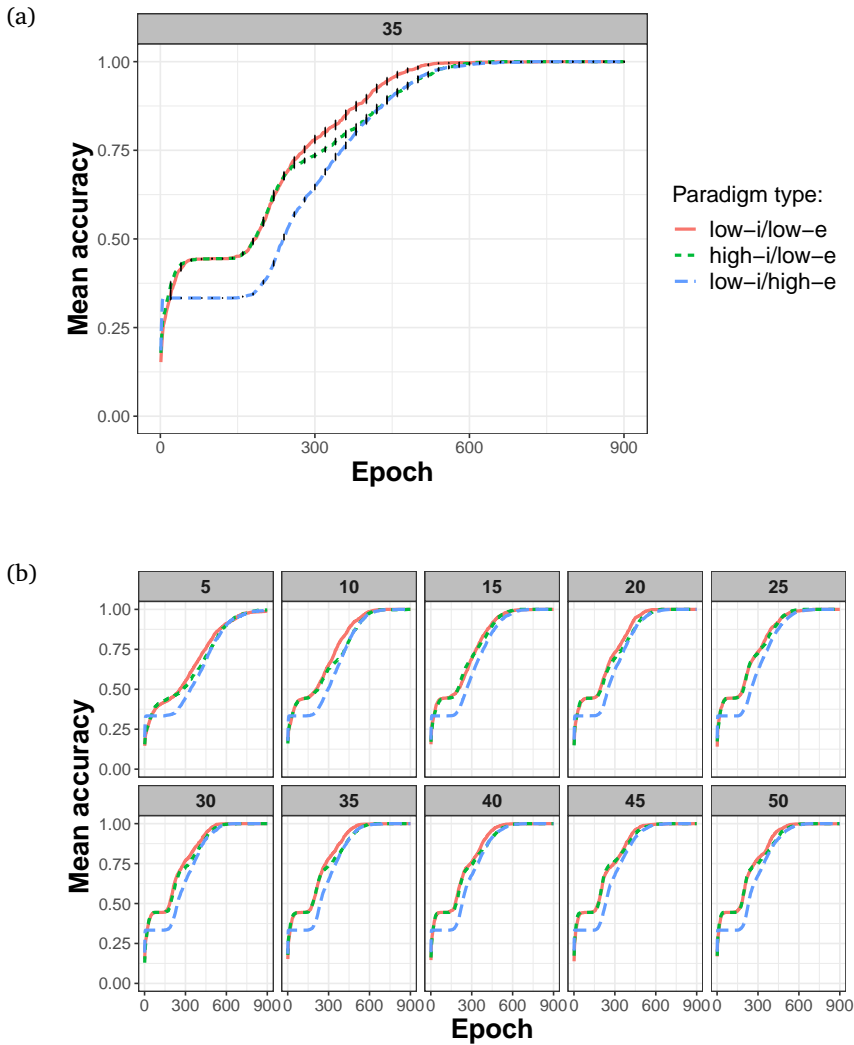 (a)
35
1.00
0.75
0.50
0.25
0.00
Mean accuracy
0 300 600 900
Epoch
Paradigm type:
low−i/low−e
high−i/low−e
low−i/high−e
(b)
5 10 15 20 25
1.00
0.75
0.50
0.25
0.00
30 35 40 45 50
1.00
0.75
0.50
0.25
0.00
Mean accuracy
0 300 600 900 0 300 600 900 0 300 600 900 0 300 600 900 0 300 600 900
Epoch